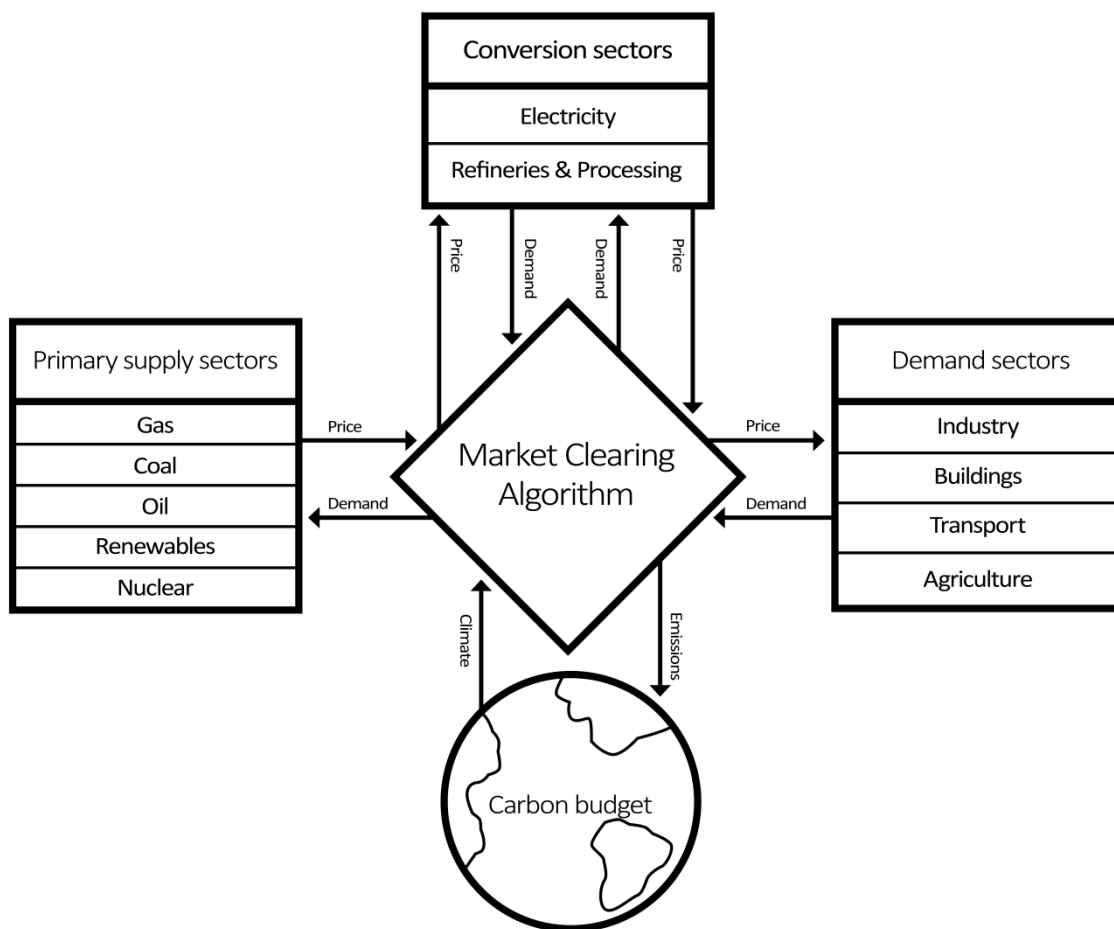 Conversion sectors
Electricity
Refineries & Processing
Price
Demand
Demand
Price
Primary supply sectors
Gas
Coal
Oil
Renewables
Nuclear
Price
Demand
Market Clearing
Algorithm
Price
Demand
Demand sectors
Industry
Buildings
Transport
Agriculture
Climate
Emissions
Carbon budget